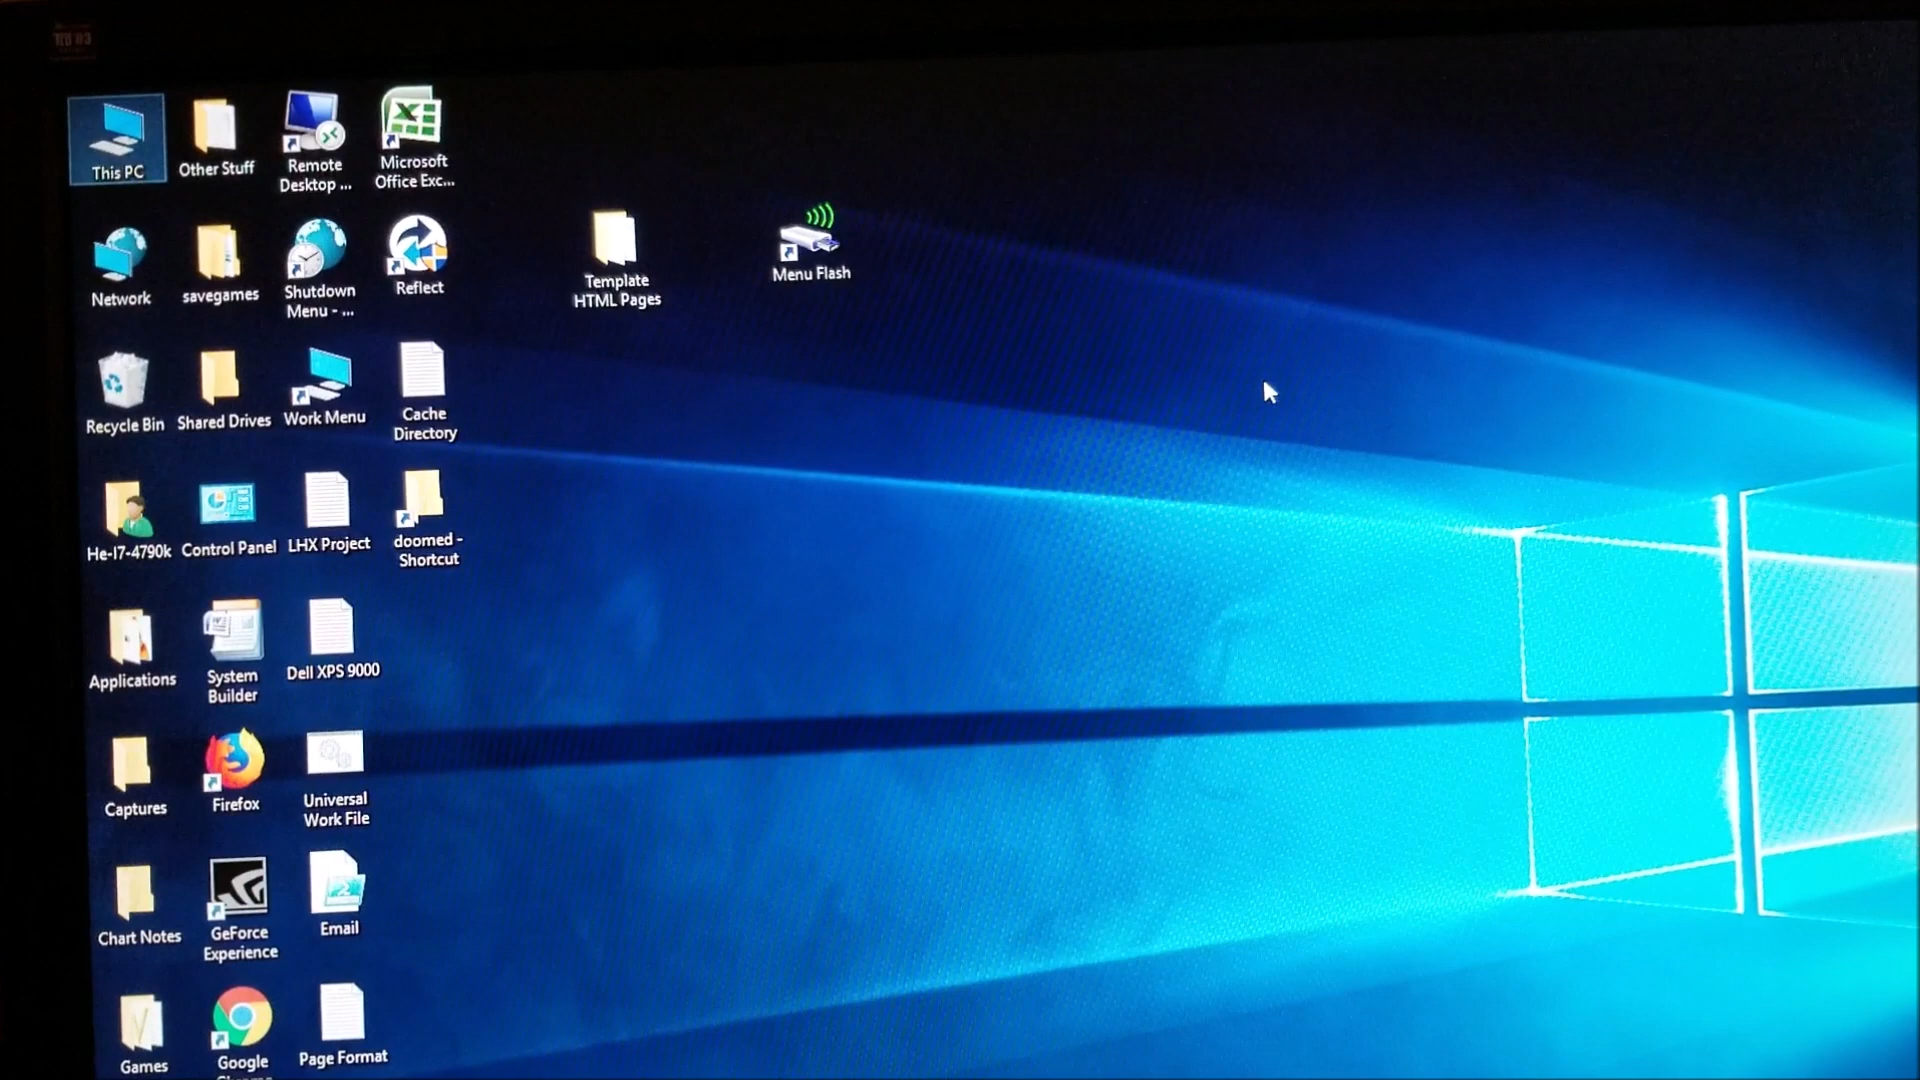 This PC
Other Stuff
Remote
Desktop ...
Microsoft
Office Exc...
Network
savegames
Shutdown
Menu - ...
Reflect
Template
HTML Pages
Menu Flash
Recycle Bin
Shared Drives
Work Menu
Cache
Directory
He-I7-4790k
Control Panel
LHX Project
doomed -
Shortcut
Applications
System
Builder
Dell XPS 9000
Captures
Firefox
Universal
Work File
Chart Notes
GeForce
Experience
Email
Games
Google
Page Format